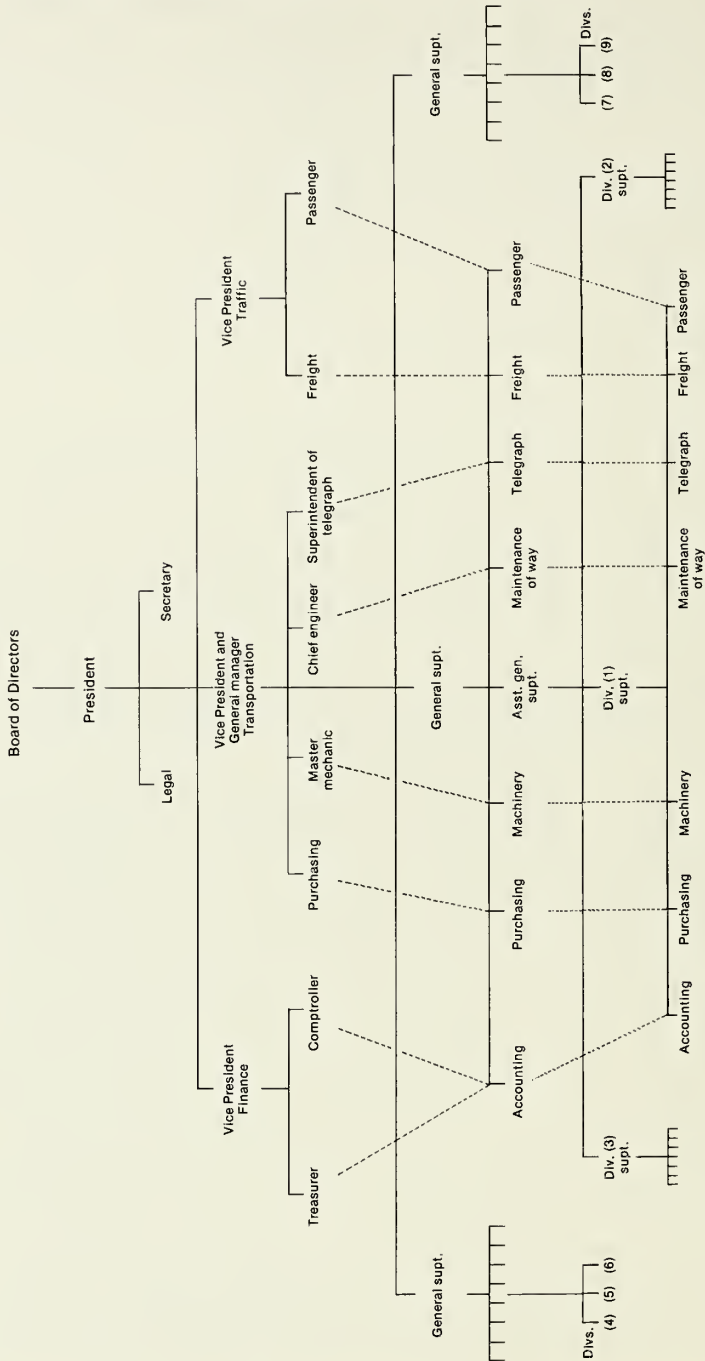 Board of Directors
President
Legal
Secretary
Vice President
Finance
Vice President and
General manager
Transportation
Vice President
Traffic
Treasurer
Comptroller
Purchasing
Master
mechanic
Chief engineer
Superintendent of
telegraph
Freight
Passenger
General supt.
General supt.
General supt.
Accounting
Purchasing
Machinery
Asst. gen.
supt.
Maintenance
of way
Telegraph
Freight
Passenger
Divs.
(4) (5) (6)
Div. (3)
supt.
Div. (1)
supt.
Div. (2)
supt.
Divs.
(7) (8) (9)
Accounting
Purchasing
Machinery
Maintenance
of way
Telegraph
Freight
Passenger